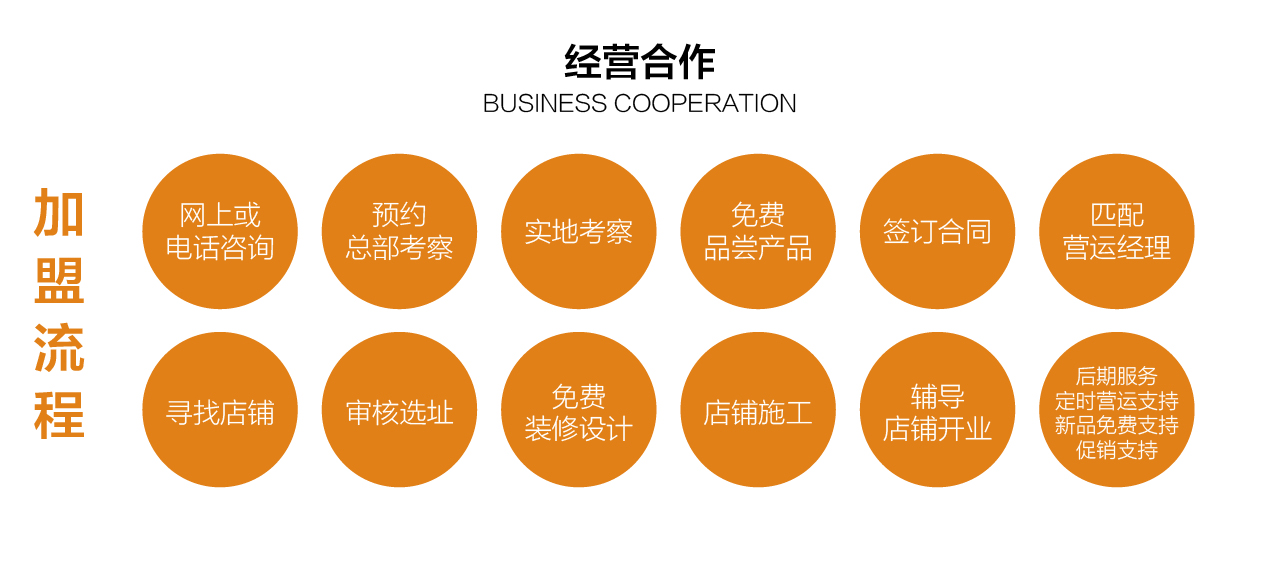 经营合作
BUSINESS COOPERATION
加盟流程
网上或
电话咨询
预约
总部考察
实地考察
免费
品尝产品
签订合同
匹配
营运经理
寻找店铺
审核选址
免费
装修设计
店铺施工
辅导
店铺开业
后期服务
定时营运支持
新品免费支持
促销支持